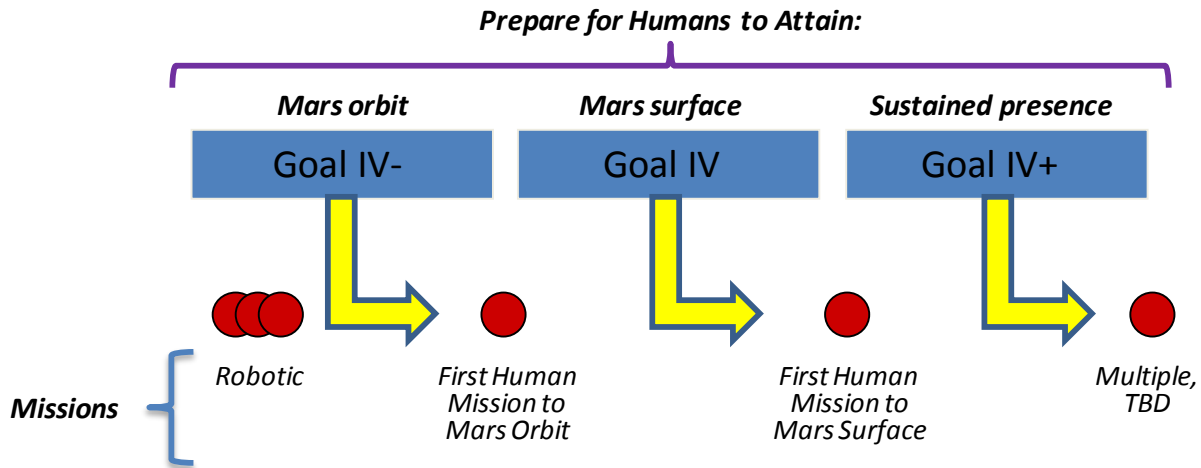 Prepare for Humans to Attain:
Mars orbit
Mars surface
Sustained presence
Goal IV-
Goal IV
Goal IV+
Missions
Robotic
First Human
Mission to
Mars Orbit
First Human
Mission to
Mars Surface
Multiple,
TBD